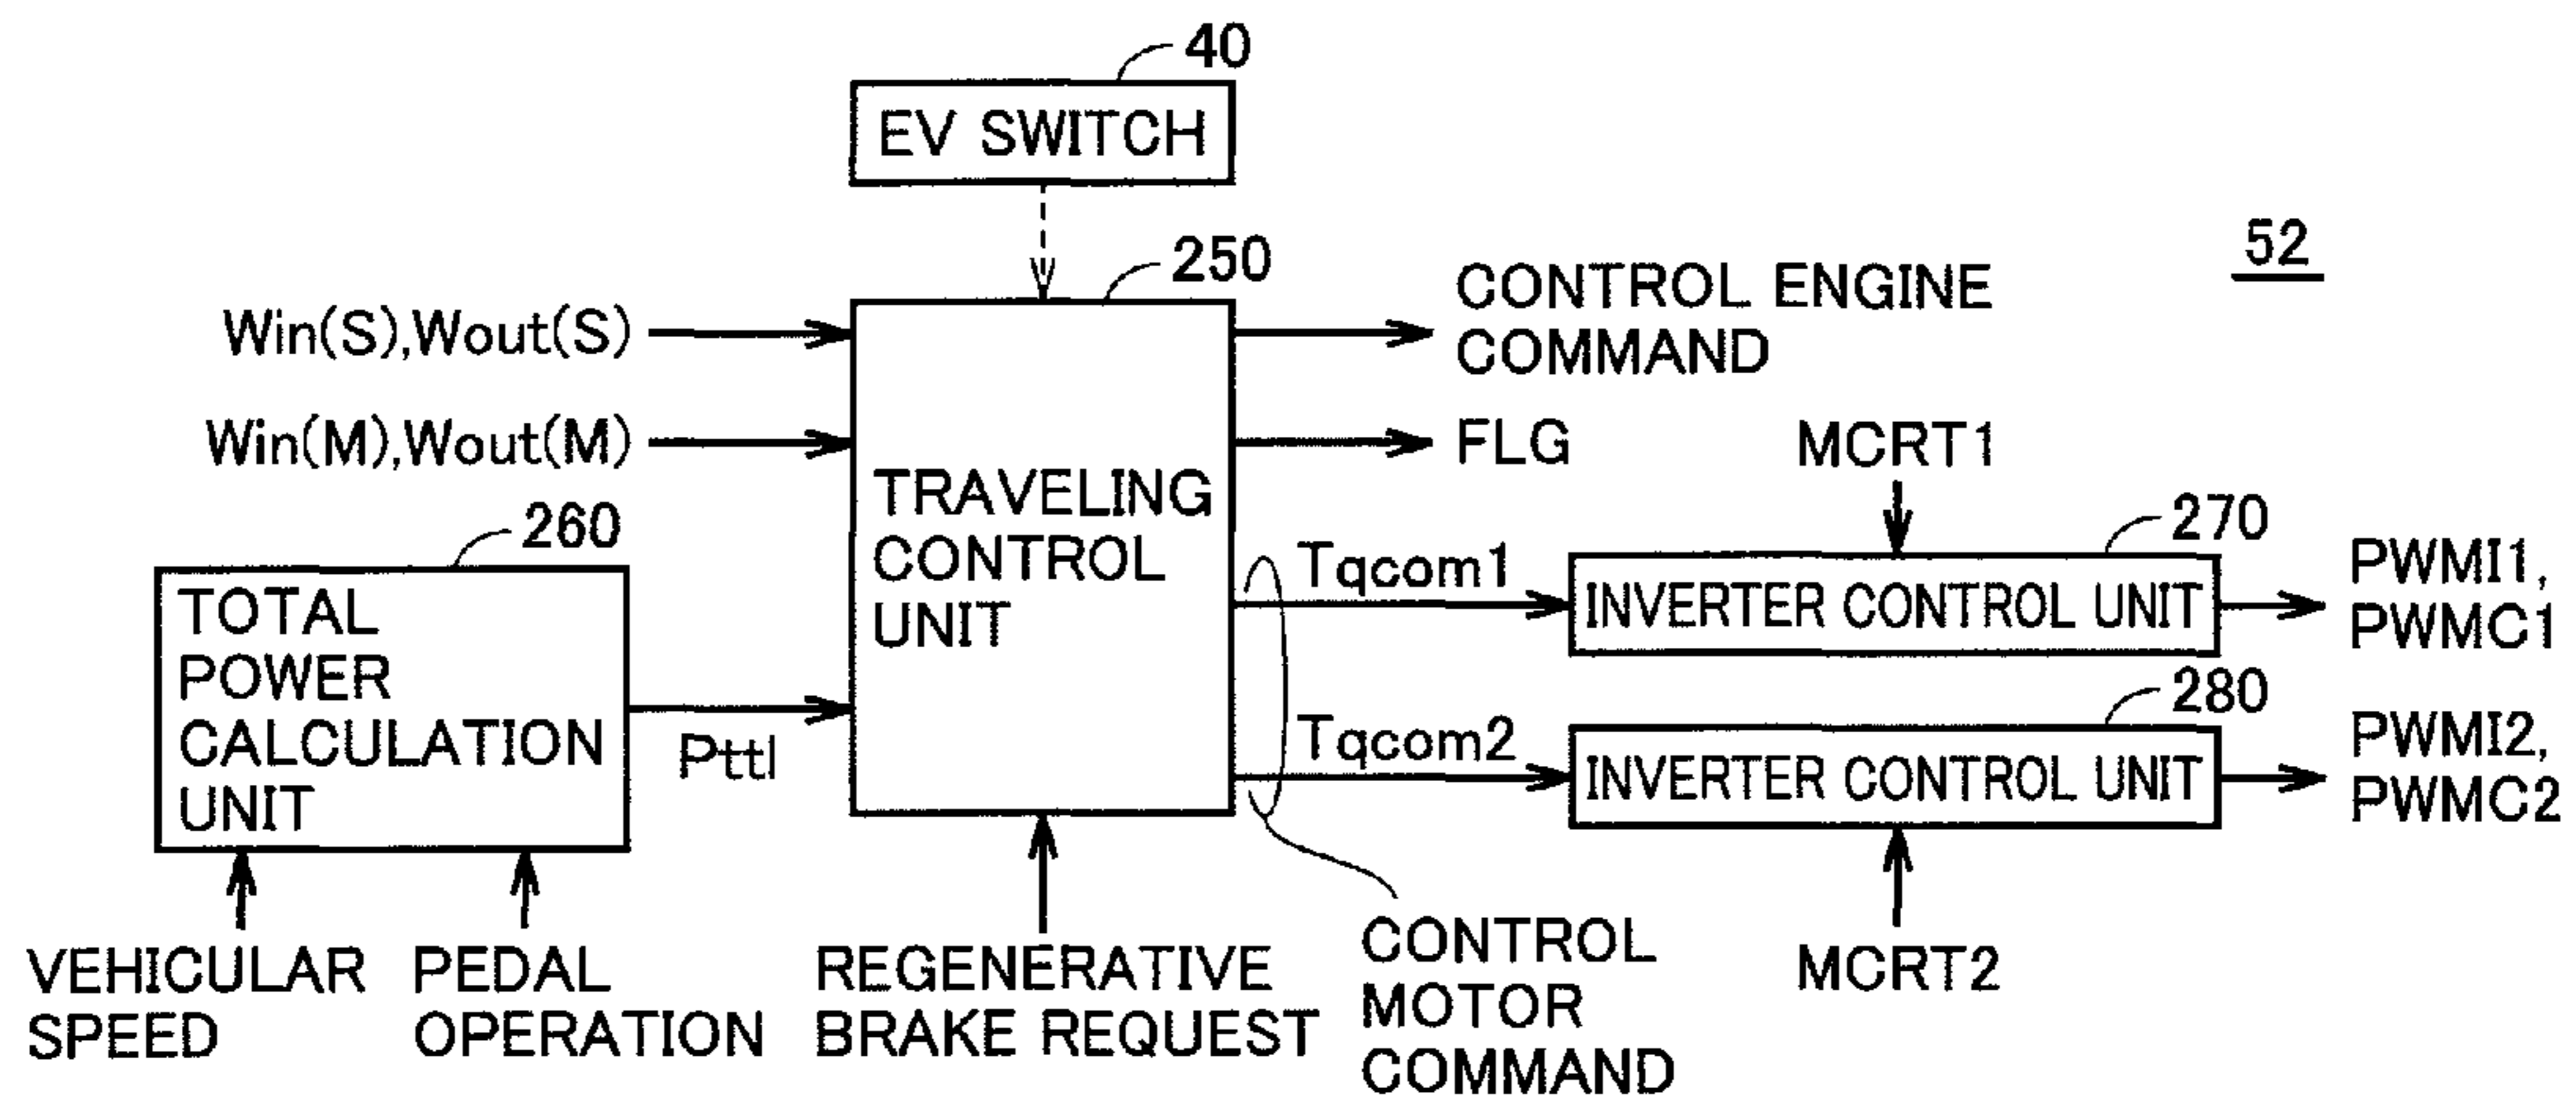 40
EV SWITCH
52
250
CONTROL ENGINE
COMMAND
Win(S),Wout(S)
Win(M),Wout(M)
FLG
MCRT1
TRAVELING
CONTROL
UNIT
260
270
TOTAL
POWER
CALCULATION
UNIT
Pttl
Tqcom1
INVERTER CONTROL UNIT
PWMI1,
PWMC1
280
Tqcom2
INVERTER CONTROL UNIT
PWMI2,
PWMC2
VEHICULAR
SPEED
PEDAL
OPERATION
REGENERATIVE
BRAKE REQUEST
CONTROL
MOTOR
COMMAND
MCRT2